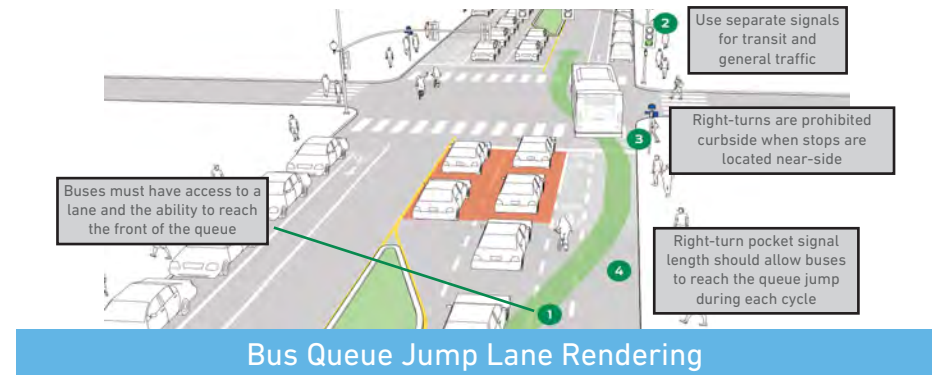 2
Use separate signals
for transit and
general traffic
Right-turns are prohibited
curbside when stops are
located near-side
3
Buses must have access to a
lane and the ability to reach
the front of the queue
Right-turn pocket signal
length should allow buses
to reach the queue jump
during each cycle
4
1
Bus Queue Jump Lane Rendering